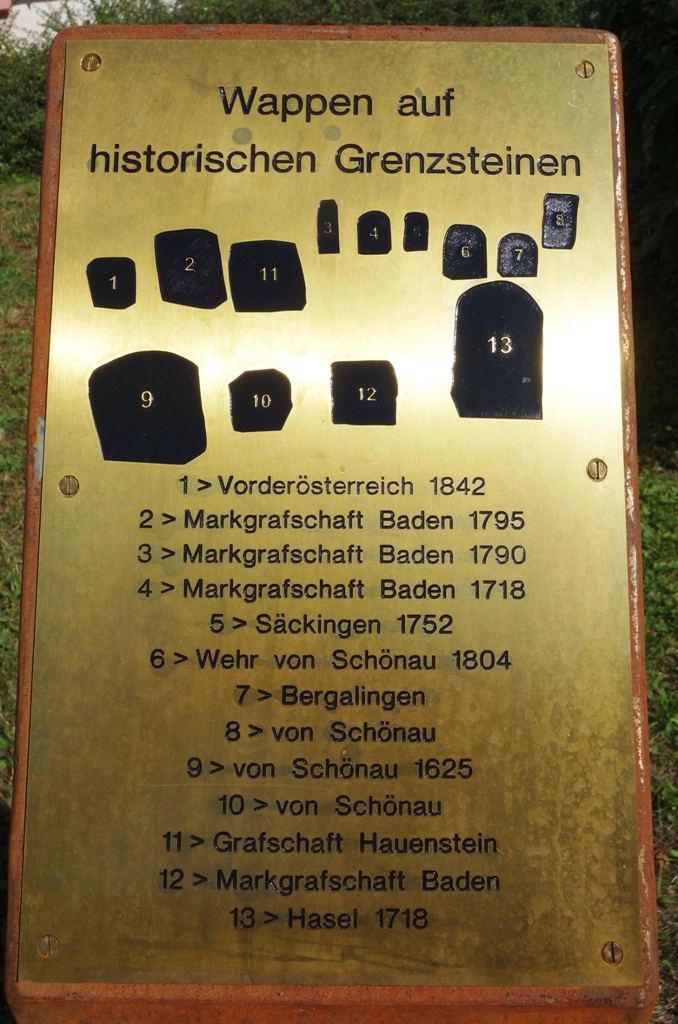 Wappen auf
historischen Grenzsteinen
3 4 5 8
1 2 11 6 7
13
9 10 12
1 > Vorderösterreich 1842
2 > Markgrafschaft Baden 1795
3 > Markgrafschaft Baden 1790
4 > Markgrafschaft Baden 1718
5 > Säckingen 1752
6 > Wehr von Schönau 1804
7 > Bergalingen
8 > von Schönau
9 > von Schönau 1625
10 > von Schönau
11 > Grafschaft Hauenstein
12 > Markgrafschaft Baden
13 > Hasel 1718